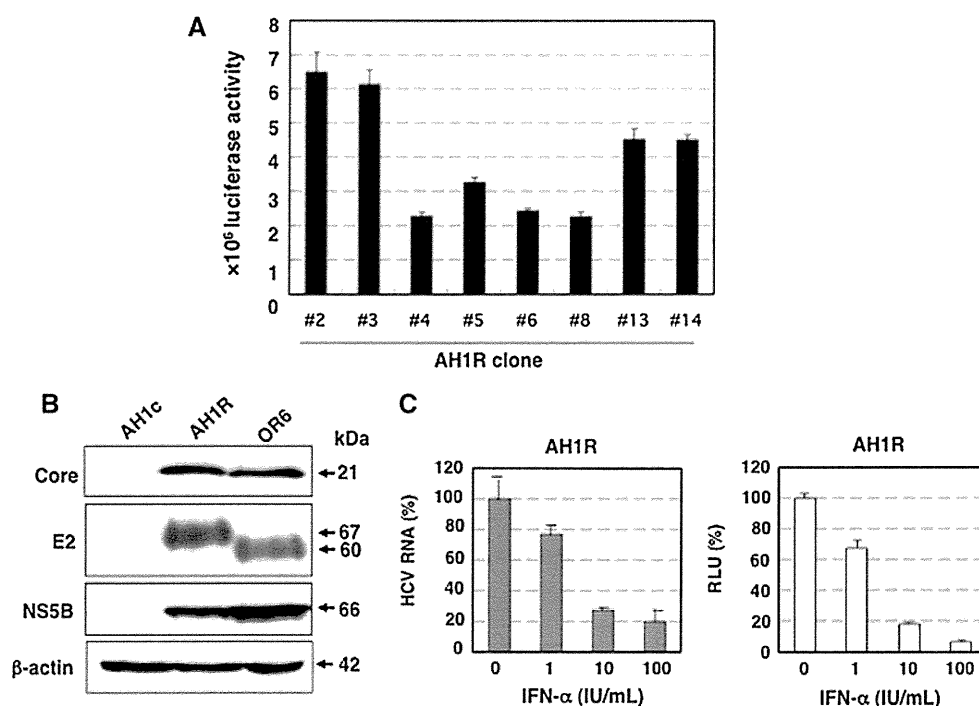 A
×10⁶ luciferase activity
8
7
6
5
4
3
2
1
0
#2 #3 #4 #5 #6 #8 #13 #14
AH1R clone
B
AH1c AH1R OR6
kDa
Core
21
E2
67
60
NS5B
66
β-actin
42
C
AH1R
HCV RNA (%)
120
100
80
60
40
20
0
0 1 10 100
IFN-α (IU/mL)
AH1R
RLU (%)
120
100
80
60
40
20
0
0 1 10 100
IFN-α (IU/mL)